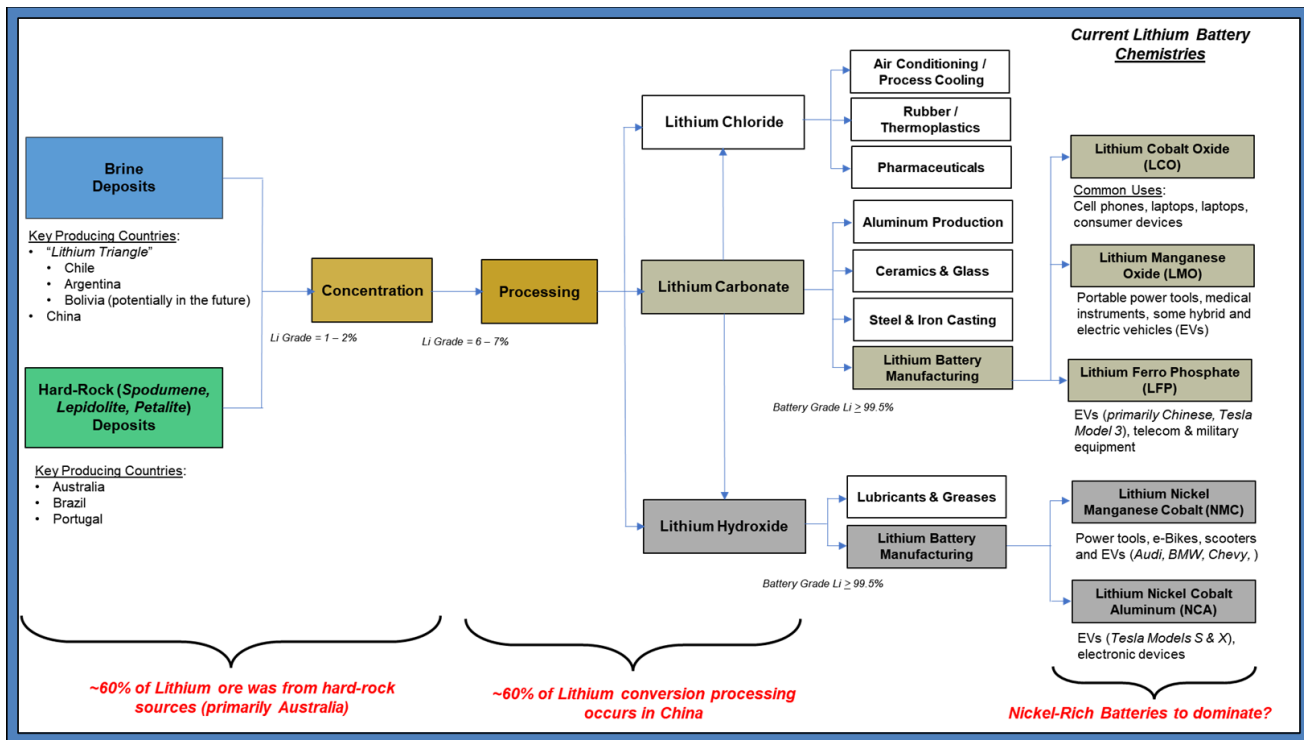 Current Lithium Battery
Chemistries
Brine
Deposits
Key Producing Countries:
• “Lithium Triangle”
• Chile
• Argentina
• Bolivia (potentially in the future)
• China
Hard-Rock (Spodumene,
Lepidolite, Petalite)
Deposits
Key Producing Countries:
• Australia
• Brazil
• Portugal
Concentration
Li Grade = 1 – 2%
Processing
Li Grade = 6 – 7%
Lithium Chloride
Lithium Carbonate
Lithium Hydroxide
Air Conditioning /
Process Cooling
Rubber /
Thermoplastics
Pharmaceuticals
Aluminum Production
Ceramics & Glass
Steel & Iron Casting
Lithium Battery
Manufacturing
Battery Grade Li ≥ 99.5%
Lubricants & Greases
Lithium Battery
Manufacturing
Battery Grade Li ≥ 99.5%
Lithium Cobalt Oxide
(LCO)
Common Uses:
Cell phones, laptops, laptops,
consumer devices
Lithium Manganese
Oxide (LMO)
Portable power tools, medical
instruments, some hybrid and
electric vehicles (EVs)
Lithium Ferro Phosphate
(LFP)
EVs (primarily Chinese, Tesla
Model 3), telecom & military
equipment
Lithium Nickel
Manganese Cobalt (NMC)
Power tools, e-Bikes, scooters
and EVs (Audi, BMW, Chevy, )
Lithium Nickel Cobalt
Aluminum (NCA)
EVs (Tesla Models S & X),
electronic devices
~60% of Lithium ore was from hard-rock
sources (primarily Australia)
~60% of Lithium conversion processing
occurs in China
Nickel-Rich Batteries to dominate?